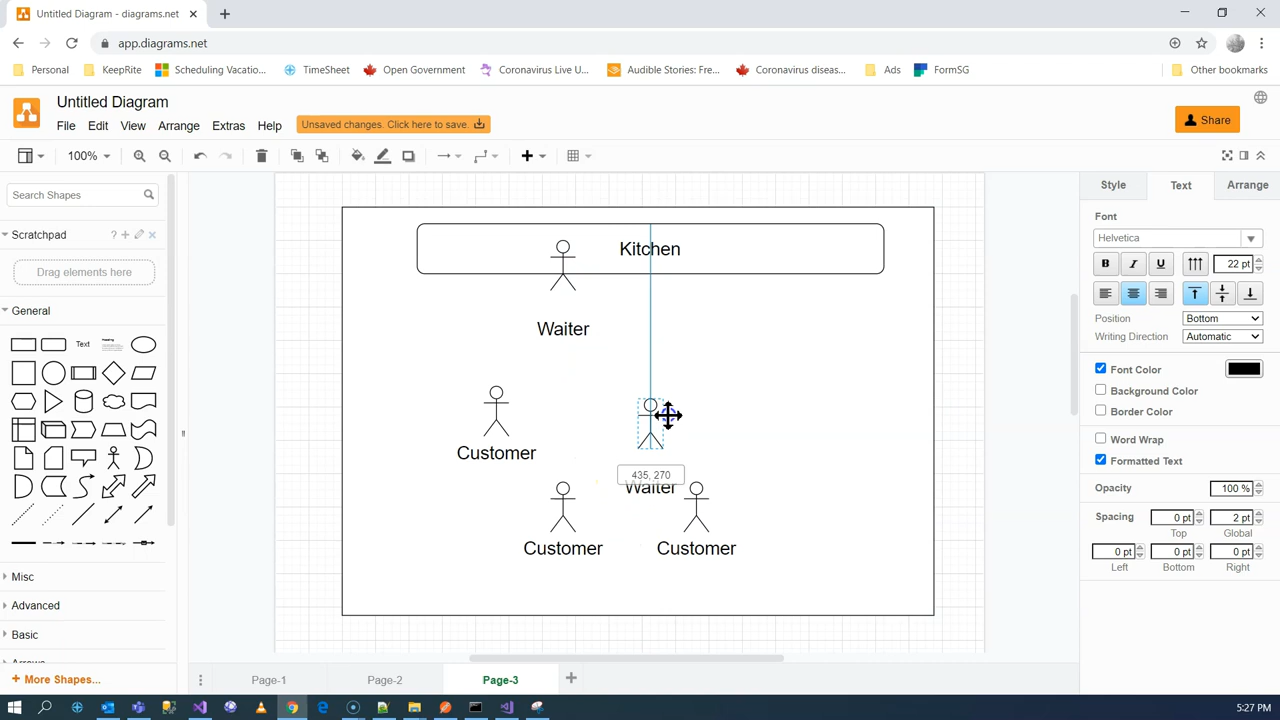 Untitled Diagram - diagrams.net
app.diagrams.net
Personal
KeepRite
Scheduling Vacatio...
TimeSheet
Open Government
Coronavirus Live U...
Audible Stories: Fre...
Coronavirus diseas...
Ads
FormSG
Other bookmarks
Untitled Diagram
File Edit View Arrange Extras Help
Unsaved changes. Click here to save.
Share
100%
Search Shapes
Scratchpad
Drag elements here
General
Text
Misc
Advanced
Basic
More Shapes...
Kitchen
Waiter
Customer
435, 270
Waiter
Customer
Customer
Page-1
Page-2
Page-3
Style
Text
Arrange
Font
Helvetica
B I U
22 pt
Position
Bottom
Writing Direction
Automatic
Font Color
Background Color
Border Color
Word Wrap
Formatted Text
Opacity
100 %
Spacing
0 pt
2 pt
Top
Global
0 pt
0 pt
0 pt
Left
Bottom
Right
5:27 PM